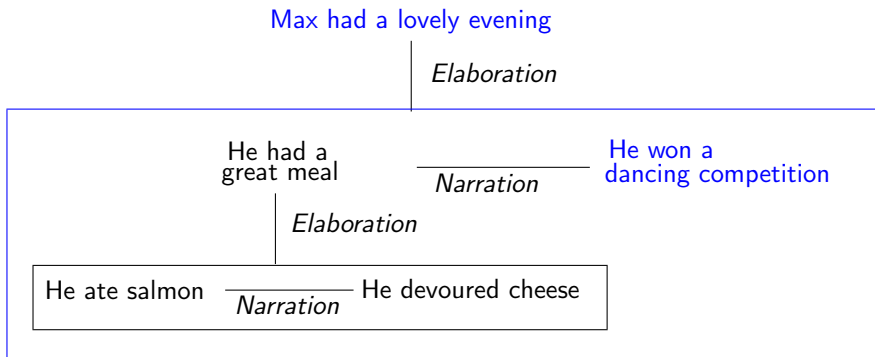 Max had a lovely evening
Elaboration
He had a
great meal
Narration
He won a
dancing competition
Elaboration
He ate salmon
Narration
He devoured cheese